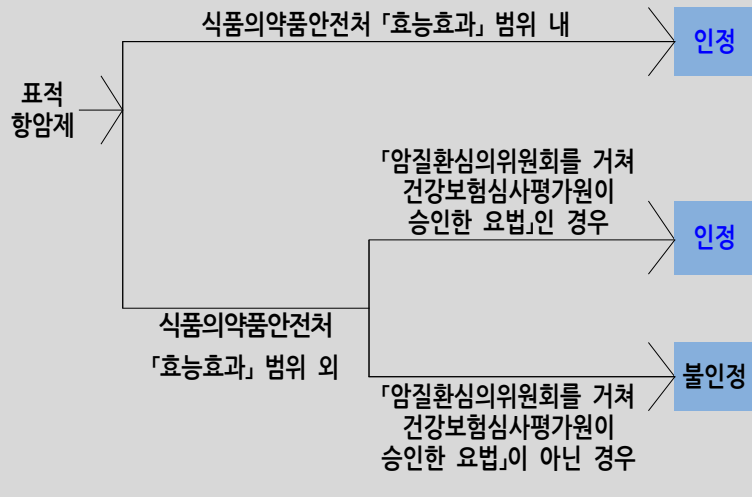 식품의약품안전처 「효능효과」 범위 내
인정
표적
항암제
「암질환심의위원회를 거쳐
건강보험심사평가원이
승인한 요법」인 경우
인정
식품의약품안전처
「효능효과」 범위 외
불인정
「암질환심의위원회를 거쳐
건강보험심사평가원이
승인한 요법」이 아닌 경우